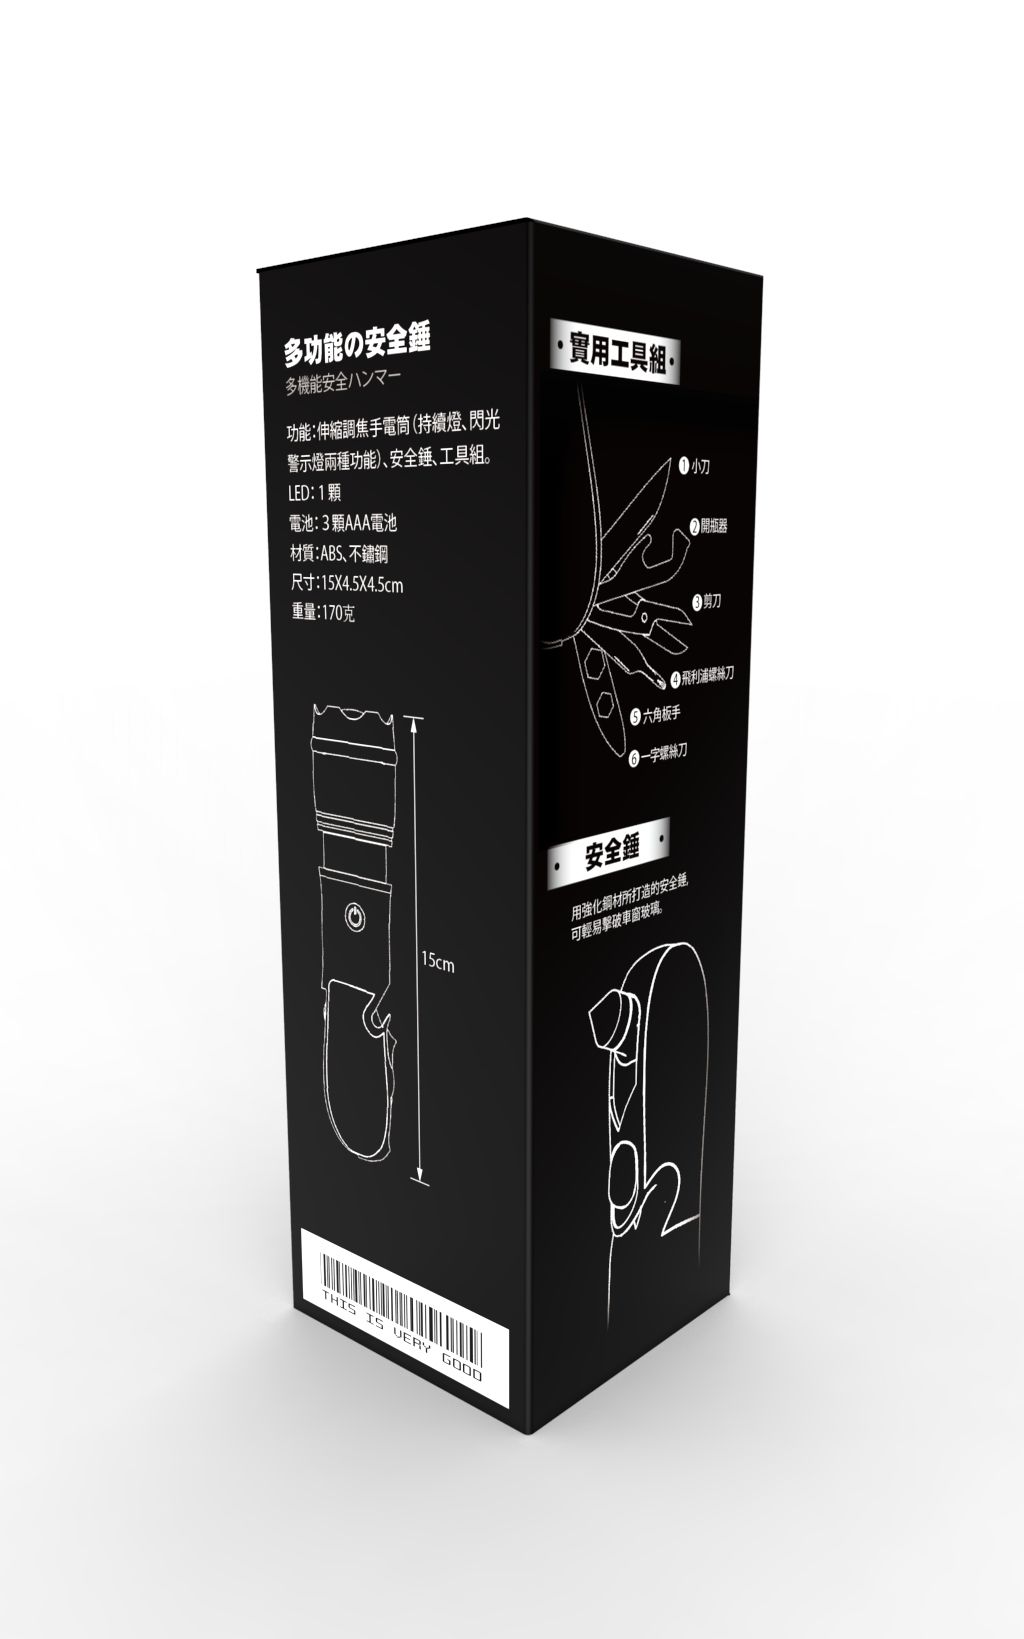 多功能の安全錘
多機能安全ハンマー
功能:伸縮調焦手電筒(持續燈、閃光
警示燈兩種功能)、安全錘、工具組。
LED:1顆
電池:3顆AAA電池
材質:ABS、不鏽鋼
尺寸:15X4.5X4.5cm
重量:170克
15cm
THIS IS VERY GOOD
·實用工具組·
1小刀
2開瓶器
3剪刀
4飛利浦螺絲刀
5六角板手
6一字螺絲刀
·安全錘·
用強化鋼材所打造的安全錘,
可輕易擊破車窗玻璃。